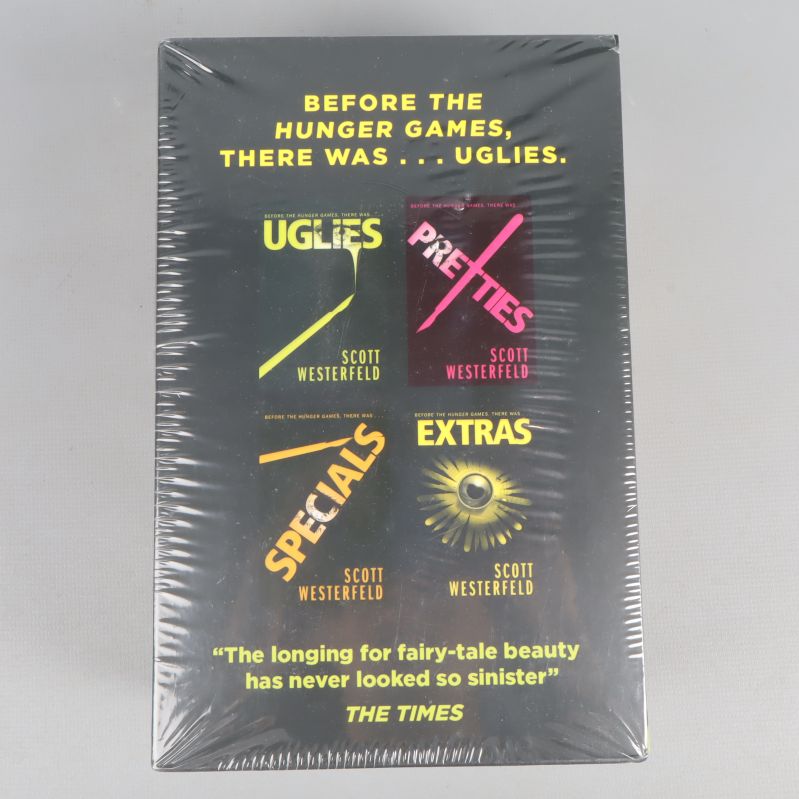 BEFORE THE
HUNGER GAMES,
THERE WAS . . . UGLIES.
BEFORE THE HUNGER GAMES, THERE WAS . . .
UGLIES
SCOTT
WESTERFELD
BEFORE THE HUNGER GAMES, THERE WAS . . .
PRETTIES
SCOTT
WESTERFELD
BEFORE THE HUNGER GAMES, THERE WAS . . .
SPECIALS
SCOTT
WESTERFELD
BEFORE THE HUNGER GAMES, THERE WAS . . .
EXTRAS
SCOTT
WESTERFELD
“The longing for fairy-tale beauty
has never looked so sinister”
THE TIMES